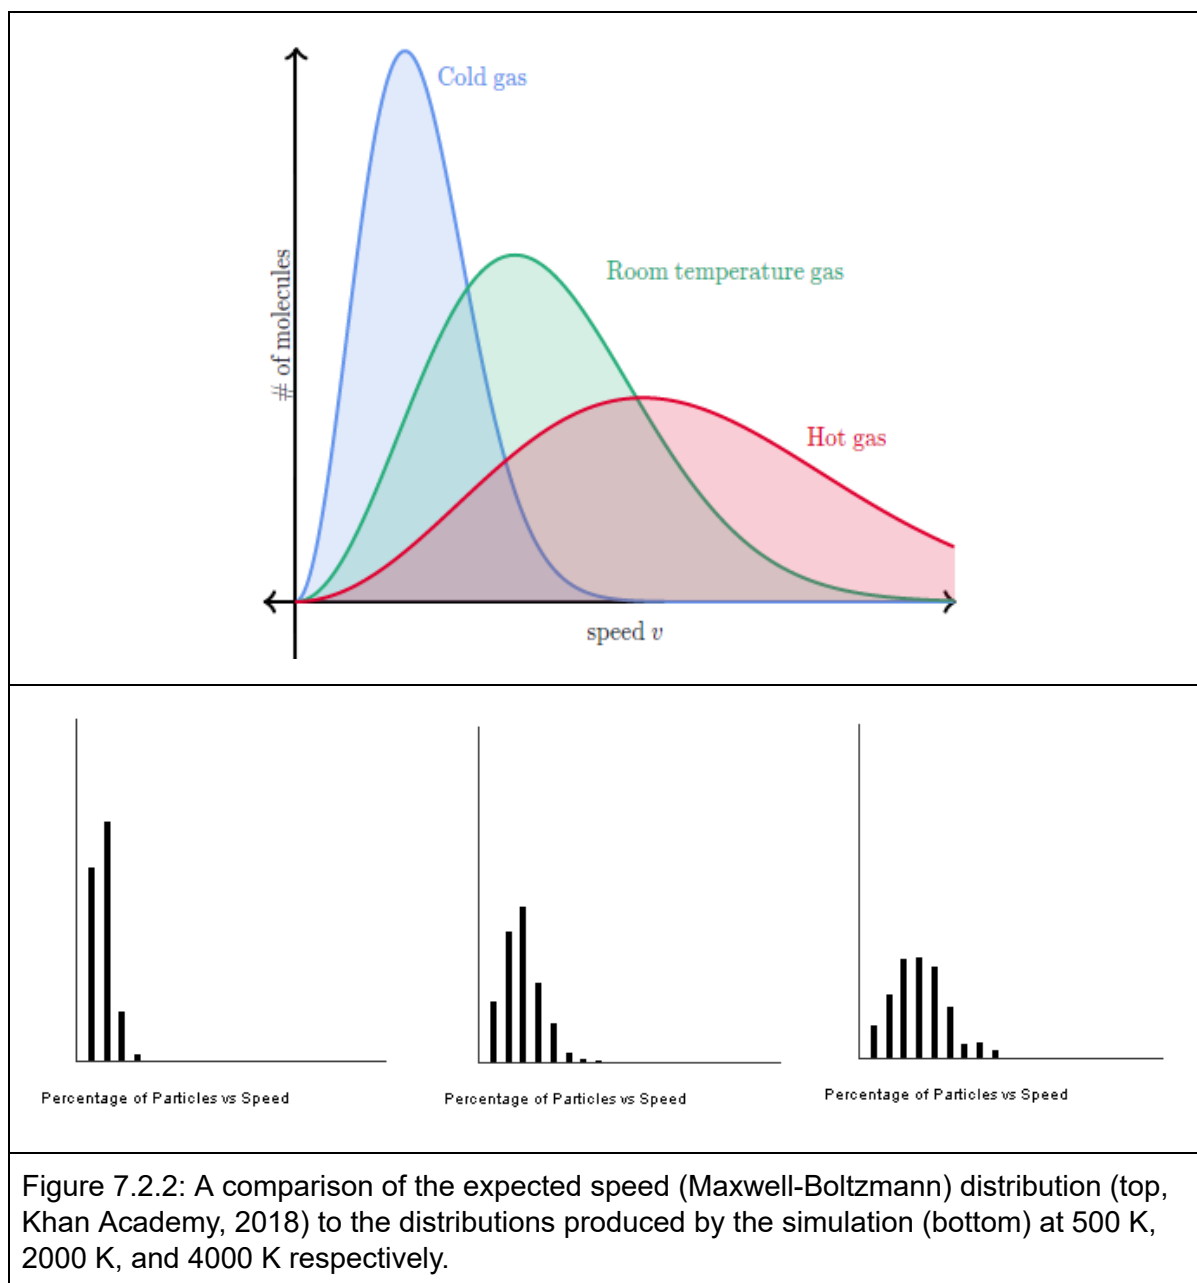 Cold gas
Room temperature gas
# of molecules
Hot gas
speed v
Percentage of Particles vs Speed
Percentage of Particles vs Speed
Percentage of Particles vs Speed
Figure 7.2.2: A comparison of the expected speed (Maxwell-Boltzmann) distribution (top,
Khan Academy, 2018) to the distributions produced by the simulation (bottom) at 500 K,
2000 K, and 4000 K respectively.